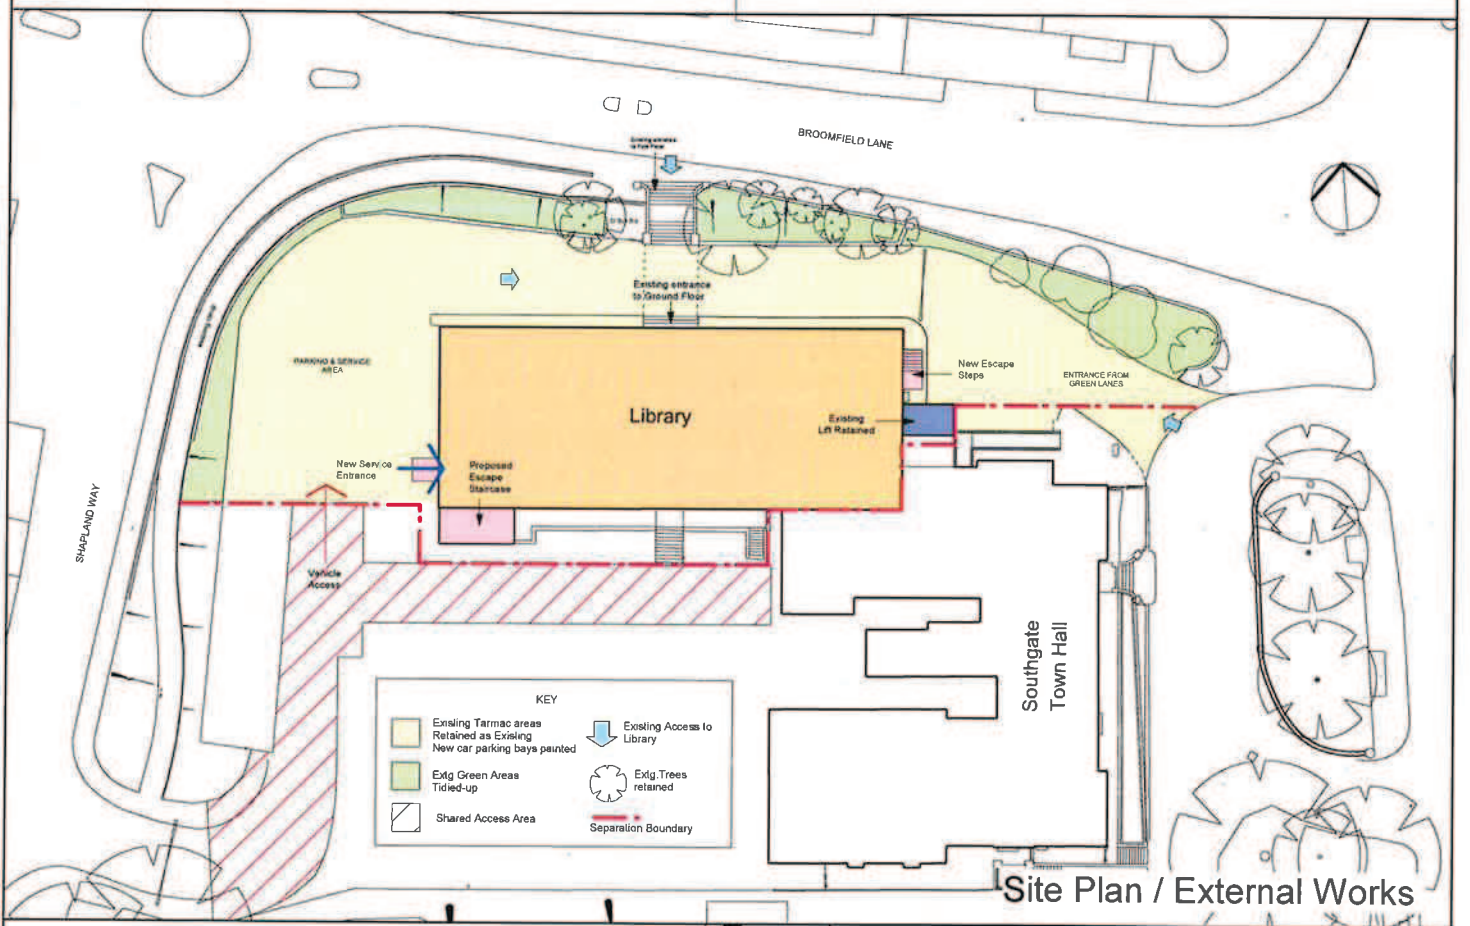 BROOMFIELD LANE
Existing entrance
to Ground Floor
PARKING & SERVICE
AREA
New Escape
Steps
ENTRANCE FROM
GREEN LANES
Library
Existing
Lift Retained
New Service
Entrance
Proposed
Escape
Staircase
SHAPLAND WAY
Vehicle
Access
Southgate
Town Hall
KEY
Existing Tarmac areas
Retained as Existing
New car parking bays painted
Existing Access to
Library
Extg Green Areas
Tidied-up
Extg.Trees
retained
Shared Access Area
Separation Boundary
Site Plan / External Works